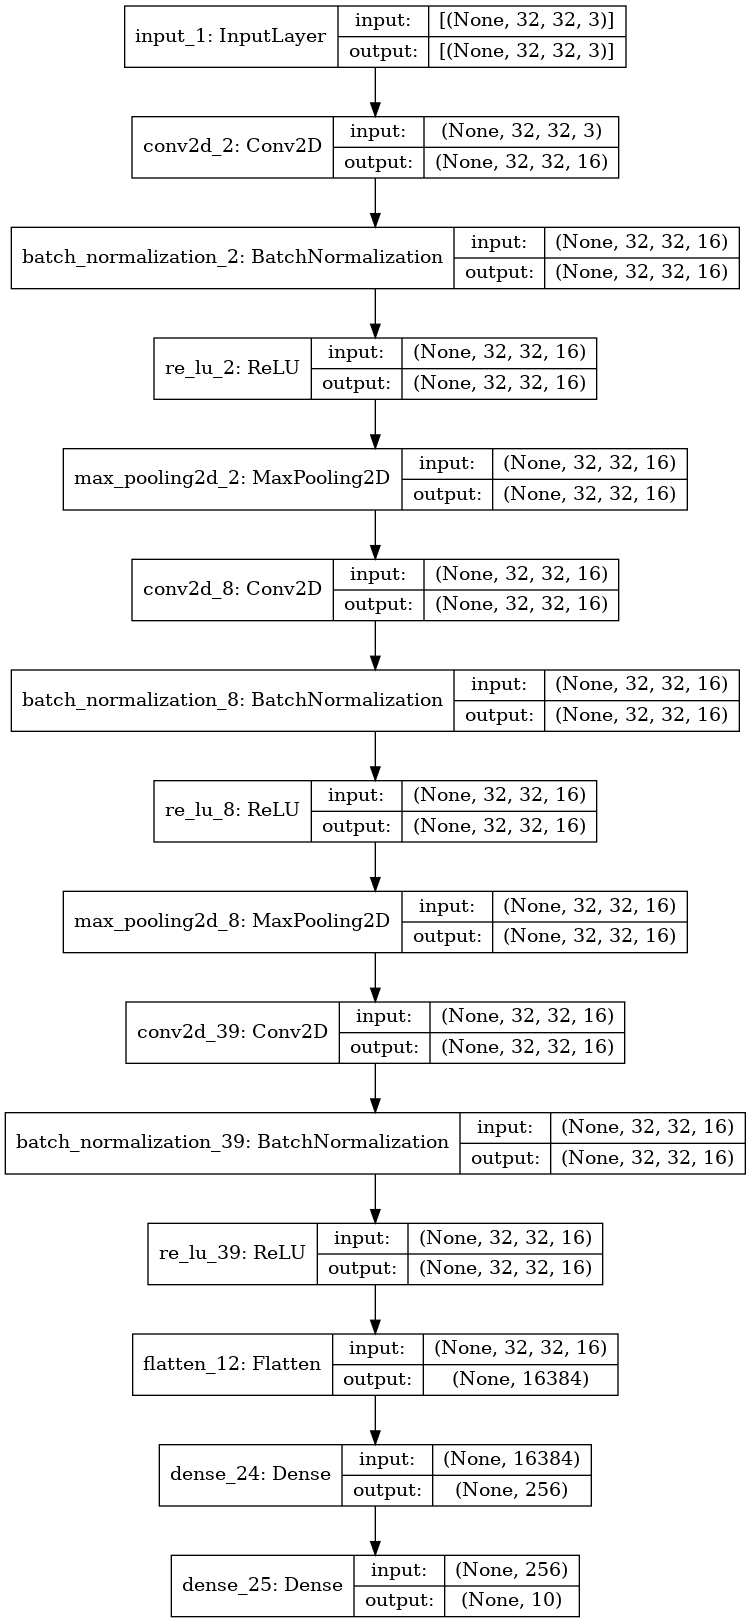 input_1: InputLayer
input: [(None, 32, 32, 3)]
output: [(None, 32, 32, 3)]
conv2d_2: Conv2D
input: (None, 32, 32, 3)
output: (None, 32, 32, 16)
batch_normalization_2: BatchNormalization
input: (None, 32, 32, 16)
output: (None, 32, 32, 16)
re_lu_2: ReLU
input: (None, 32, 32, 16)
output: (None, 32, 32, 16)
max_pooling2d_2: MaxPooling2D
input: (None, 32, 32, 16)
output: (None, 32, 32, 16)
conv2d_8: Conv2D
input: (None, 32, 32, 16)
output: (None, 32, 32, 16)
batch_normalization_8: BatchNormalization
input: (None, 32, 32, 16)
output: (None, 32, 32, 16)
re_lu_8: ReLU
input: (None, 32, 32, 16)
output: (None, 32, 32, 16)
max_pooling2d_8: MaxPooling2D
input: (None, 32, 32, 16)
output: (None, 32, 32, 16)
conv2d_39: Conv2D
input: (None, 32, 32, 16)
output: (None, 32, 32, 16)
batch_normalization_39: BatchNormalization
input: (None, 32, 32, 16)
output: (None, 32, 32, 16)
re_lu_39: ReLU
input: (None, 32, 32, 16)
output: (None, 32, 32, 16)
flatten_12: Flatten
input: (None, 32, 32, 16)
output: (None, 16384)
dense_24: Dense
input: (None, 16384)
output: (None, 256)
dense_25: Dense
input: (None, 256)
output: (None, 10)